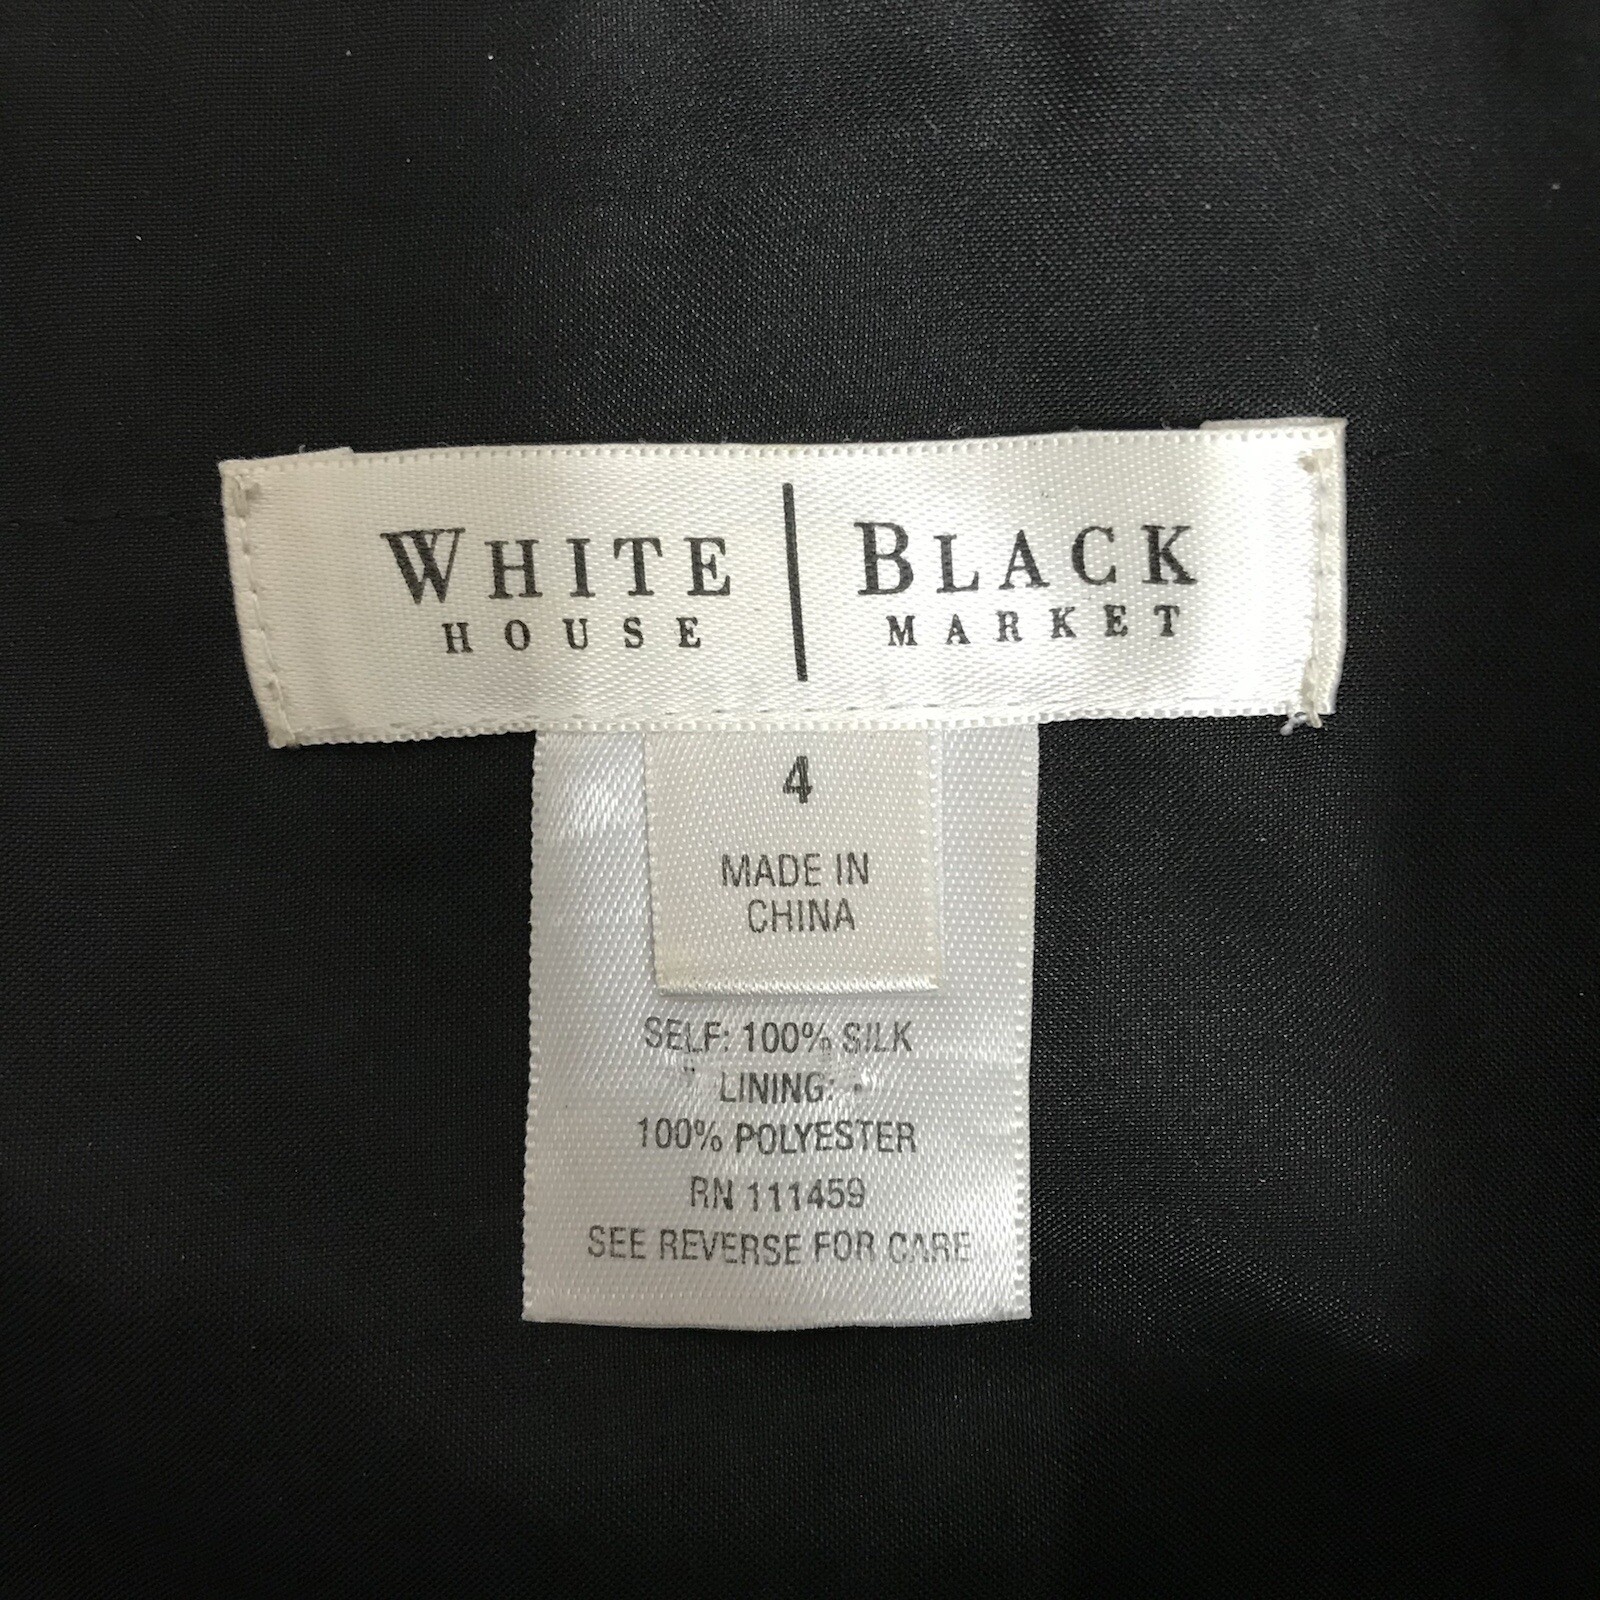 WHITE | BLACK
HOUSE | MARKET
4
MADE IN
CHINA
SELF: 100% SILK
LINING:
100% POLYESTER
RN 111459
SEE REVERSE FOR CARE